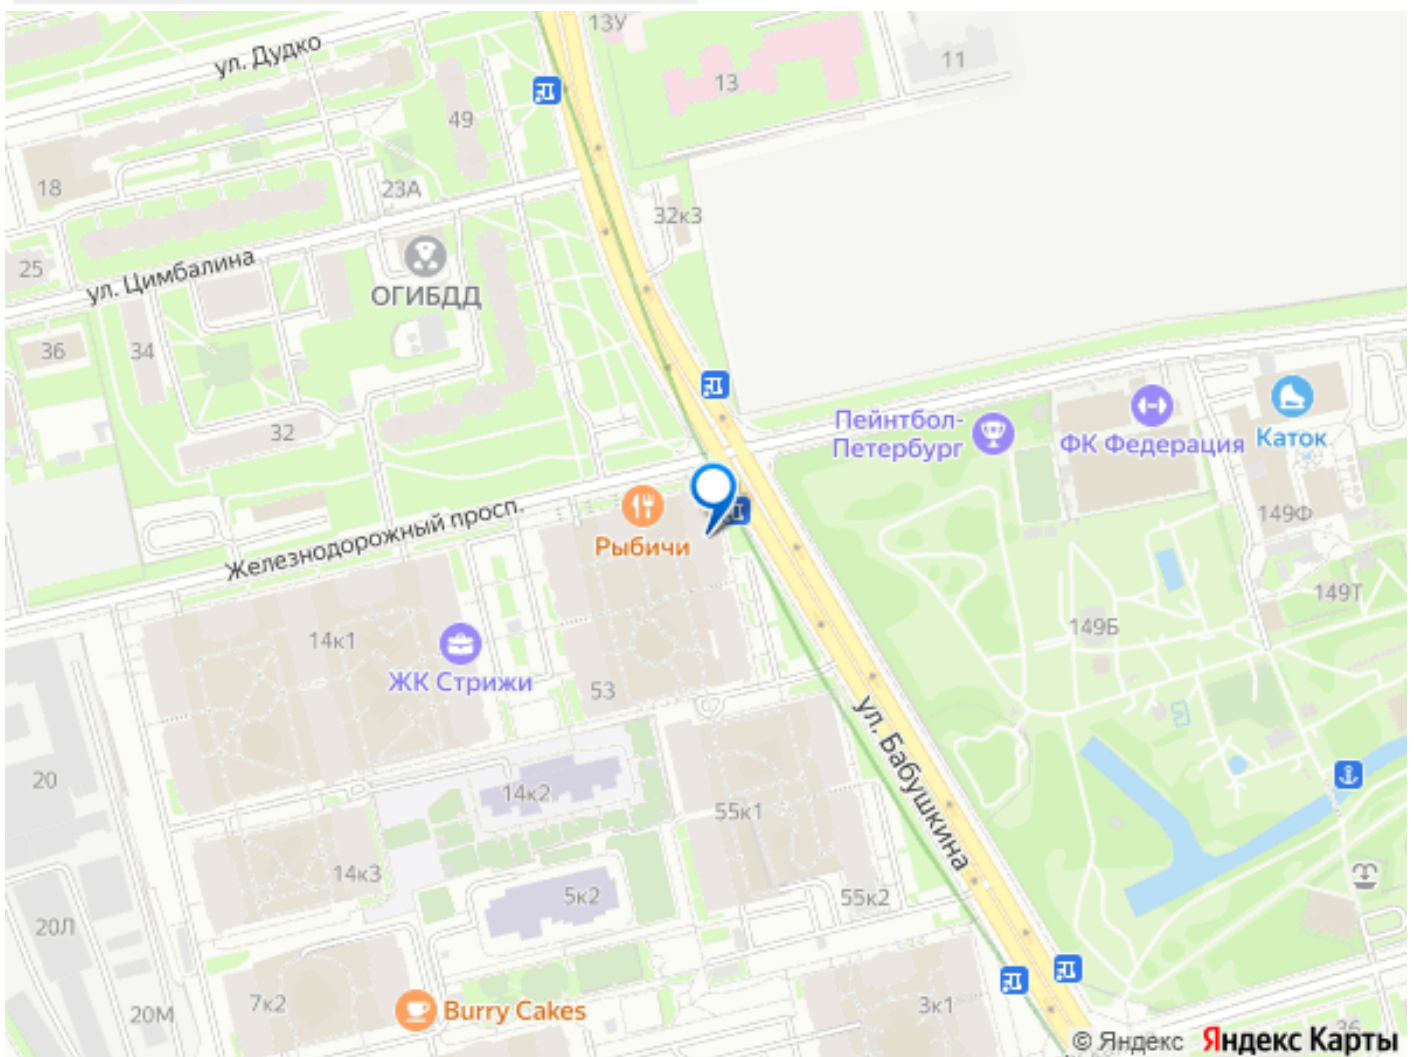 13У
ул. Дудко
13
11
49
18
23А
32к3
25
ул. Цимбалина
ОГИБДД
36
34
32
Пейнтбол-
Петербург
ФК Федерация
Каток
149Ф
Железнодорожный просп.
Рыбичи
149Т
14к1
149Б
ЖК Стрижи
53
ул. Бабушкина
20
14к2
55к1
14к3
5к2
55к2
20Л
7к2
Burry Cakes
3к1
20М
36
© Яндекс Яндекс Карты